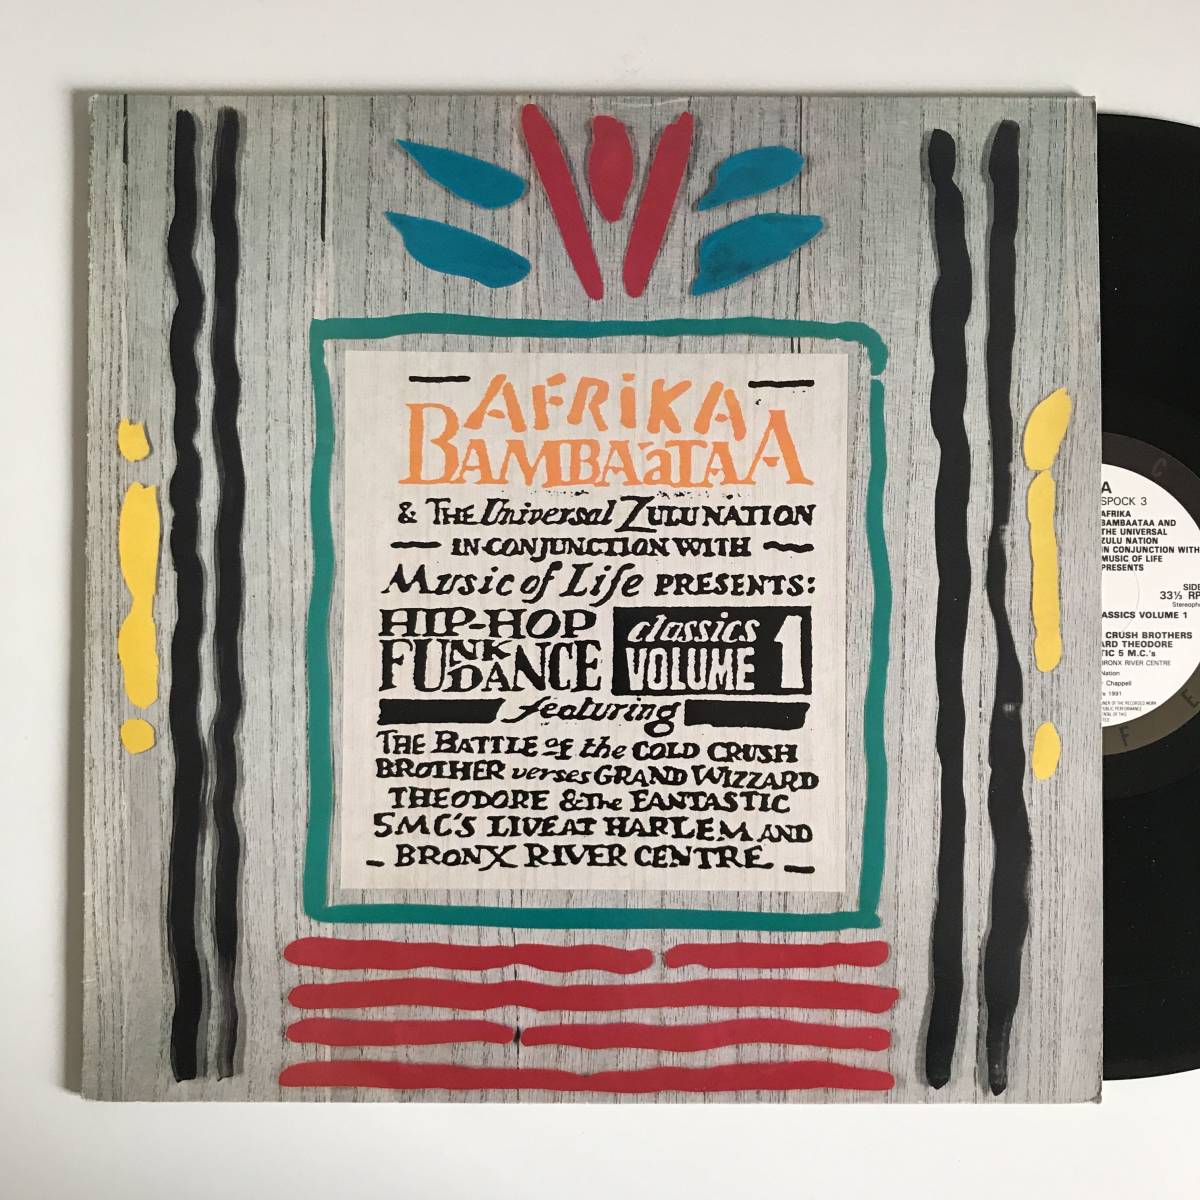 AFRiKA
BAMBAáTAA
& THE Universal ZULU NATION
IN CONJUNCTION WITH
Music of Life PRESENTS:
HIP-HOP
FUNK DANCE
classics
VOLUME 1
featuring
THE BATTLE OF the COLD CRUSH
BROTHER verses GRAND WIZZARD
THEODORE & The FANTASTIC
5MC'S LIVE AT HARLEM AND
BRONX RIVER CENTRE
A
SPOCK 3
AFRIKA
BAMBAATAA AND
THE UNIVERSAL
ZULU NATION
IN CONJUNCTION WITH
MUSIC OF LIFE
PRESENTS
SIDE
33⅓ RP
Stereopho
ASSICS VOLUME 1
CRUSH BROTHERS
ARD THEODORE
TIC 5 M.C.'s
BRONX RIVER CENTRE
Nation
Chappell
1991
C
E
F